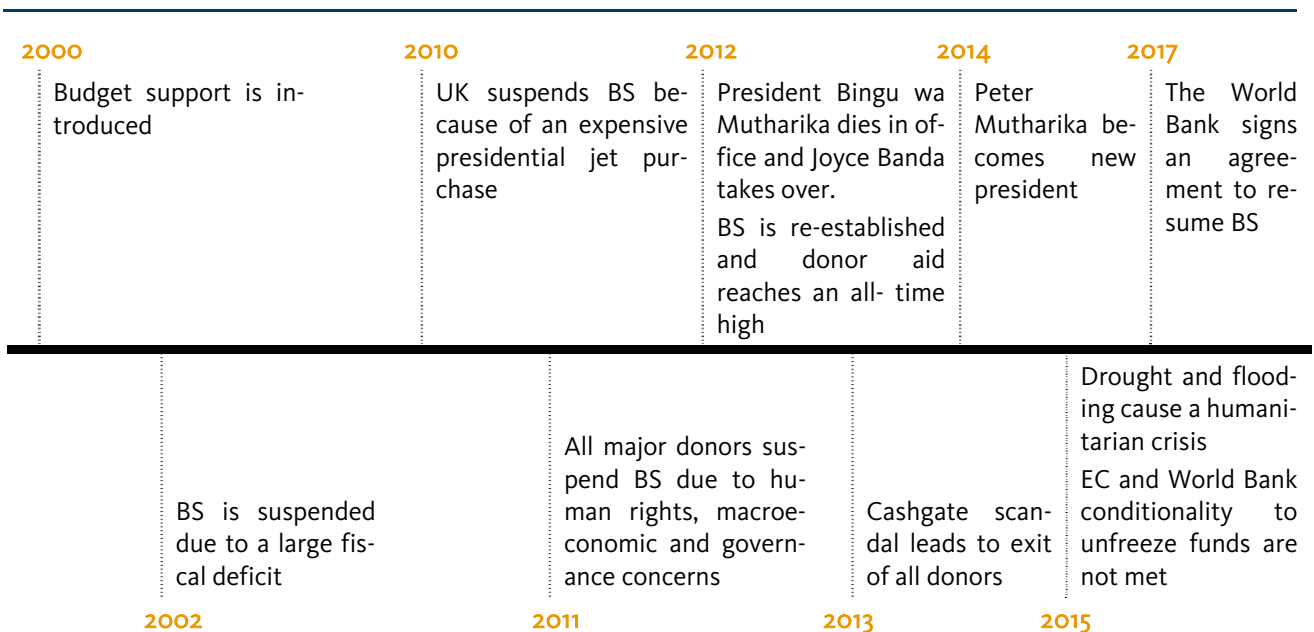 2000
Budget support is in-
troduced
2010
UK suspends BS be-
cause of an expensive
presidential jet pur-
chase
2012
President Bingu wa
Mutharika dies in of-
fice and Joyce Banda
takes over.
BS is re-established
and donor aid
reaches an all- time
high
2014
Peter
Mutharika be-
comes new
president
2017
The World
Bank signs
an agree-
ment to re-
sume BS
BS is suspended
due to a large fis-
cal deficit
2002
All major donors sus-
pend BS due to hu-
man rights, macroe-
conomic and govern-
ance concerns
2011
Cashgate scan-
dal leads to exit
of all donors
2013
Drought and flood-
ing cause a humani-
tarian crisis
EC and World Bank
conditionality to
unfreeze funds are
not met
2015